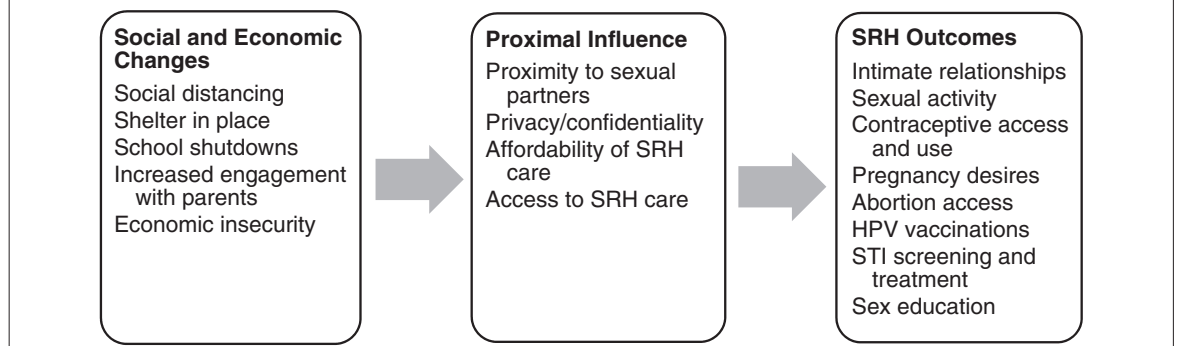 Social and Economic
Changes
Social distancing
Shelter in place
School shutdowns
Increased engagement
with parents
Economic insecurity
Proximal Influence
Proximity to sexual
partners
Privacy/confidentiality
Affordability of SRH
care
Access to SRH care
SRH Outcomes
Intimate relationships
Sexual activity
Contraceptive access
and use
Pregnancy desires
Abortion access
HPV vaccinations
STI screening and
treatment
Sex education